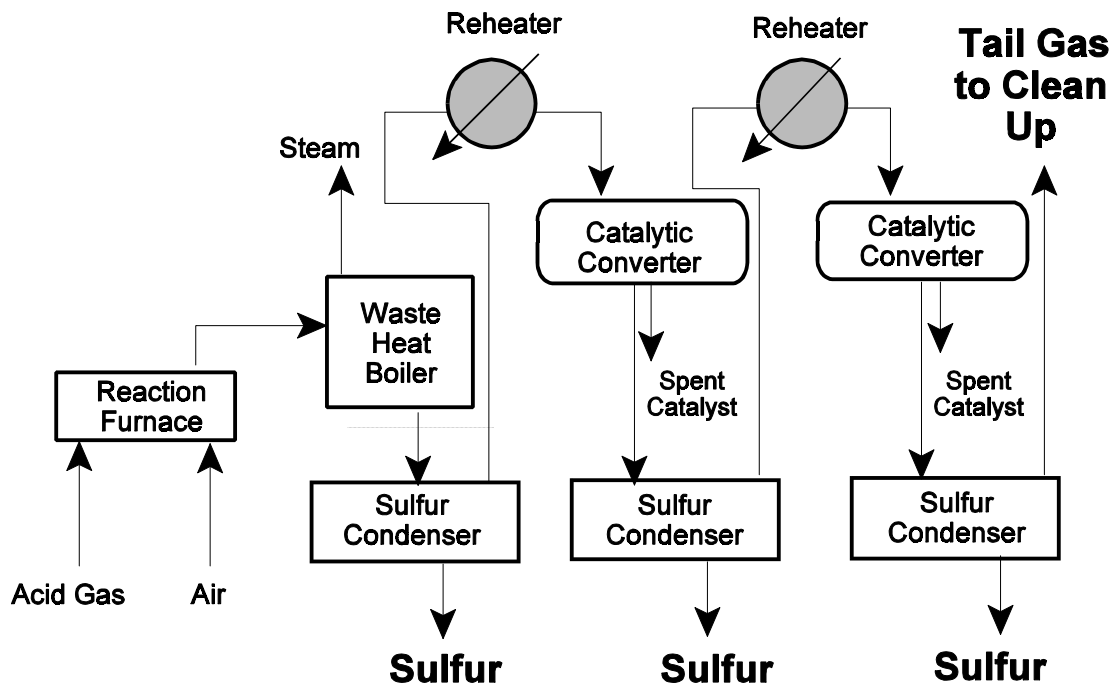 Reheater
Reheater
Tail Gas
to Clean
Up
Steam
Catalytic
Converter
Catalytic
Converter
Waste
Heat
Boiler
Reaction
Furnace
Spent
Catalyst
Spent
Catalyst
Sulfur
Condenser
Sulfur
Condenser
Sulfur
Condenser
Acid Gas
Air
Sulfur
Sulfur
Sulfur